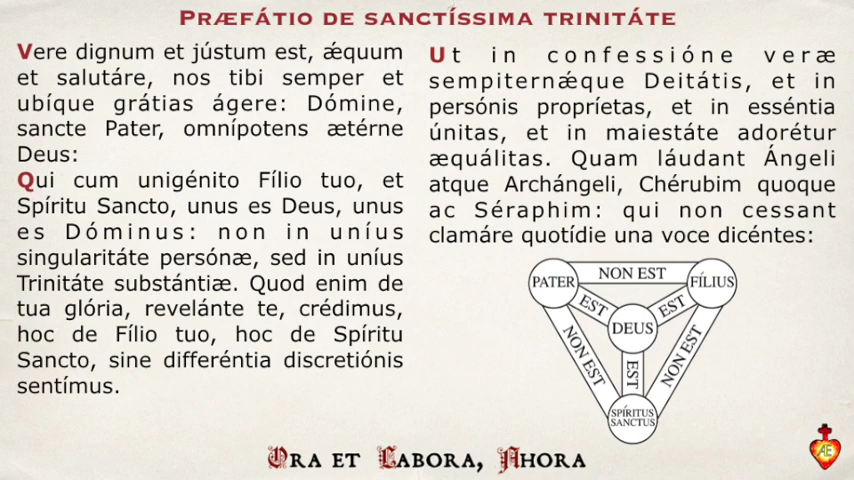 Præfátio de sanctíssima trinitáte
Vere dignum et jústum est, ǽquum
et salutáre, nos tibi semper et
ubíque grátias ágere: Dómine,
sancte Pater, omnípotens ætérne
Deus:
Qui cum unigénito Fílio tuo, et
Spíritu Sancto, unus es Deus, unus
es Dóminus: non in uníus
singularitáte persónæ, sed in uníus
Trinitáte substántiæ. Quod enim de
tua glória, revelánte te, crédimus,
hoc de Fílio tuo, hoc de Spíritu
Sancto, sine differéntia discretiónis
sentímus.
Ut in confessióne veræ
sempiternǽque Deitátis, et in
persónis propríetas, et in esséntia
únitas, et in maiestáte adorétur
æquálitas. Quam láudant Ángeli
atque Archángeli, Chérubim quoque
ac Séraphim: qui non cessant
clamáre quotídie una voce dicéntes:
PATER
NON EST
FÍLIUS
EST
EST
DEUS
NON EST
EST
NON EST
SPÍRITUS
SANCTUS
Ora et Labora, Ahora
Æ